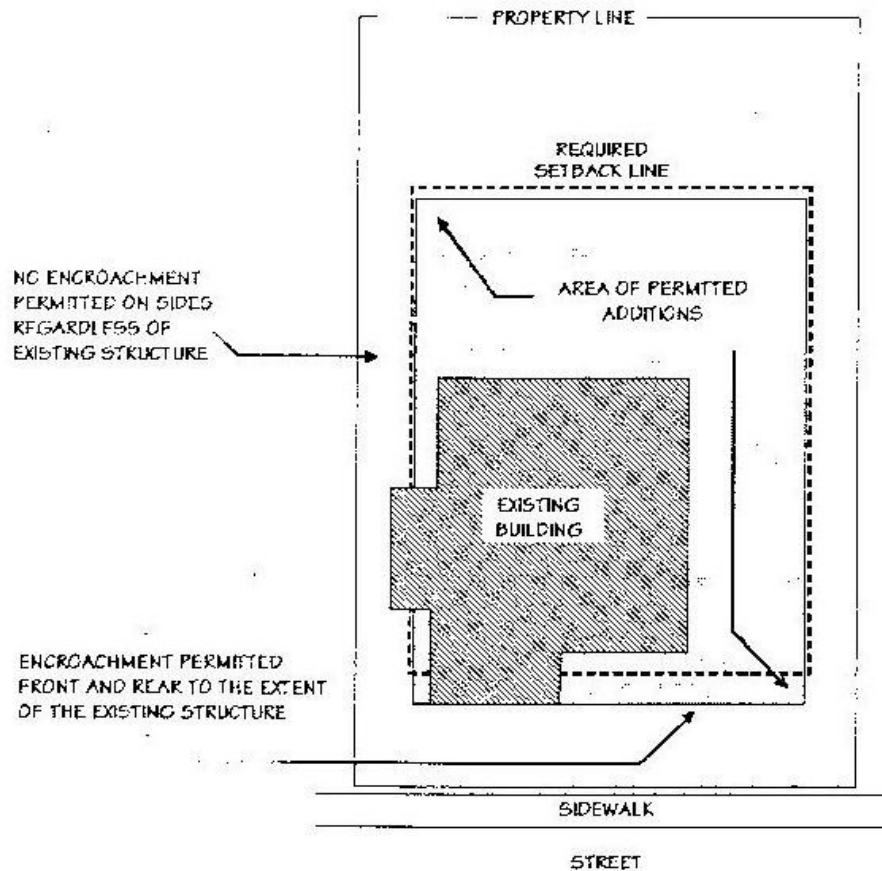 PROPERTY LINE
REQUIRED
SETBACK LINE
NO ENCROACHMENT
PERMITTED ON SIDES
REGARDLESS OF
EXISTING STRUCTURE
AREA OF PERMITTED
ADDITIONS
EXISTING
BUILDING
ENCROACHMENT PERMITTED
FRONT AND REAR TO THE EXTENT
OF THE EXISTING STRUCTURE
SIDEWALK
STREET